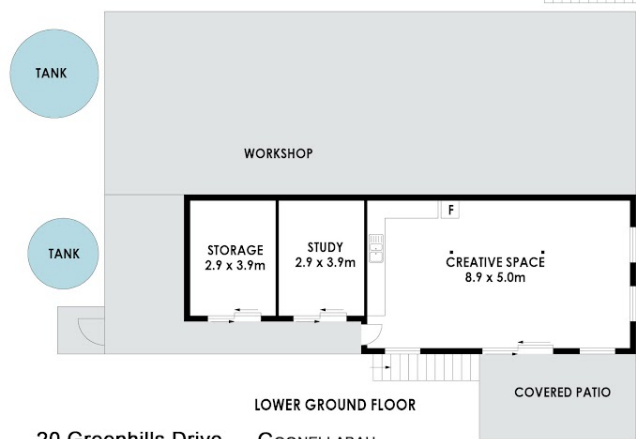 TANK
WORKSHOP
TANK
STORAGE
2.9 x 3.9m
STUDY
2.9 x 3.9m
F
CREATIVE SPACE
8.9 x 5.0m
LOWER GROUND FLOOR
COVERED PATIO
20 Greenhills Drive